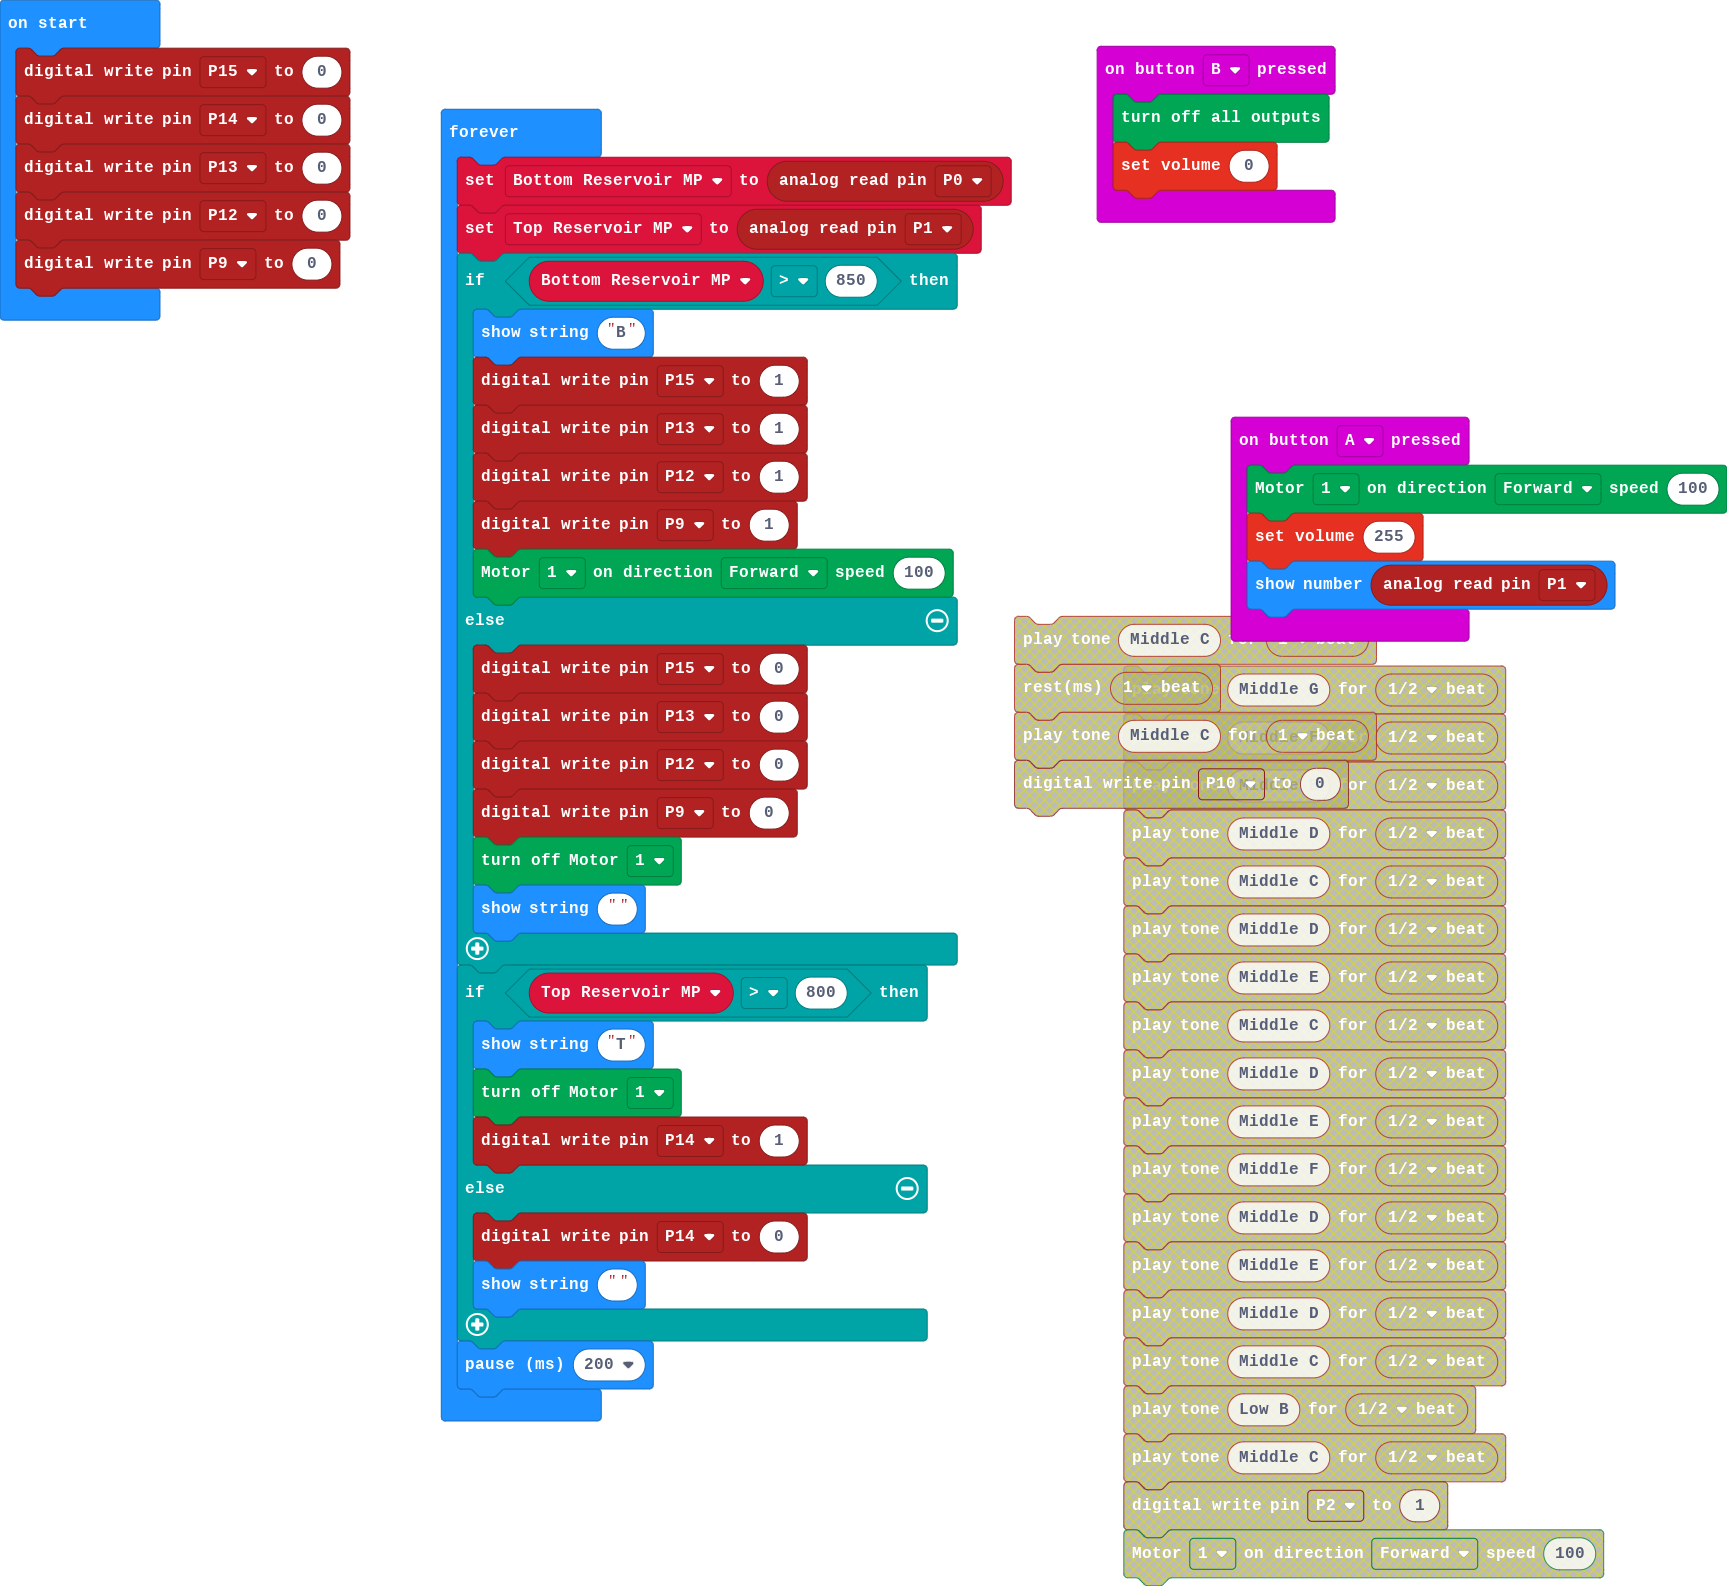 on start
digital write pin P15 to 0
digital write pin P14 to 0
digital write pin P13 to 0
digital write pin P12 to 0
digital write pin P9 to 0
forever
set Bottom Reservoir MP to analog read pin P0
set Top Reservoir MP to analog read pin P1
if Bottom Reservoir MP > 850 then
show string "B"
digital write pin P15 to 1
digital write pin P13 to 1
digital write pin P12 to 1
digital write pin P9 to 1
Motor 1 on direction Forward speed 100
else
digital write pin P15 to 0
digital write pin P13 to 0
digital write pin P12 to 0
digital write pin P9 to 0
turn off Motor 1
show string " "
if Top Reservoir MP > 800 then
show string "T"
turn off Motor 1
digital write pin P14 to 1
else
digital write pin P14 to 0
show string " "
pause (ms) 200
on button B pressed
turn off all outputs
set volume 0
on button A pressed
Motor 1 on direction Forward speed 100
set volume 255
show number analog read pin P1
play tone Middle C for 1 beat
rest(ms) 1 beat
play tone Middle C for 1 beat
digital write pin P10 to 0
Middle G for 1/2 beat
1/2 beat
or 1/2 beat
play tone Middle D for 1/2 beat
play tone Middle C for 1/2 beat
play tone Middle D for 1/2 beat
play tone Middle E for 1/2 beat
play tone Middle C for 1/2 beat
play tone Middle D for 1/2 beat
play tone Middle E for 1/2 beat
play tone Middle F for 1/2 beat
play tone Middle D for 1/2 beat
play tone Middle E for 1/2 beat
play tone Middle D for 1/2 beat
play tone Middle C for 1/2 beat
play tone Low B for 1/2 beat
play tone Middle C for 1/2 beat
digital write pin P2 to 1
Motor 1 on direction Forward speed 100